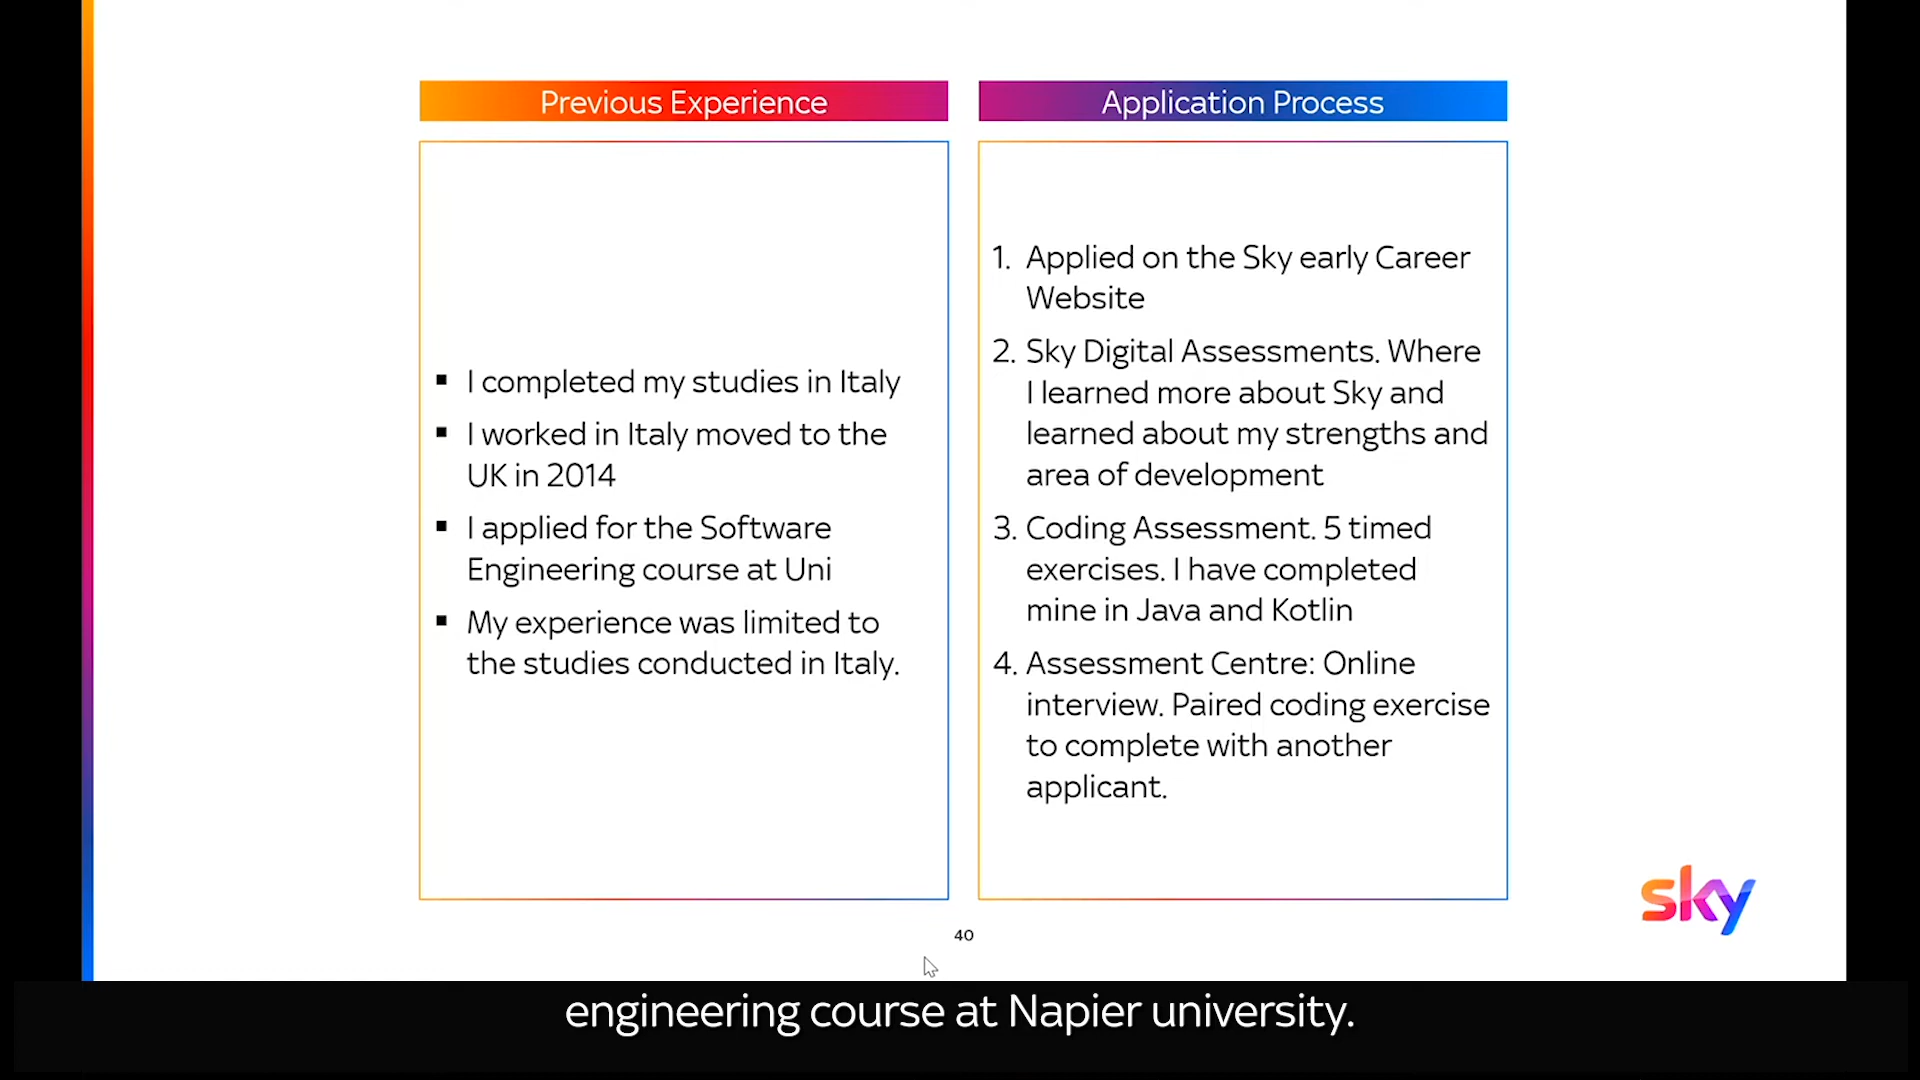 Previous Experience
I completed my studies in Italy
I worked in Italy moved to the
UK in 2014
I applied for the Software
Engineering course at Uni
My experience was limited to
the studies conducted in Italy.
Application Process
1. Applied on the Sky early Career
Website
2. Sky Digital Assessments. Where
I learned more about Sky and
learned about my strengths and
area of development
3. Coding Assessment. 5 timed
exercises. I have completed
mine in Java and Kotlin
4. Assessment Centre: Online
interview. Paired coding exercise
to complete with another
applicant.
sky
40
engineering course at Napier university.